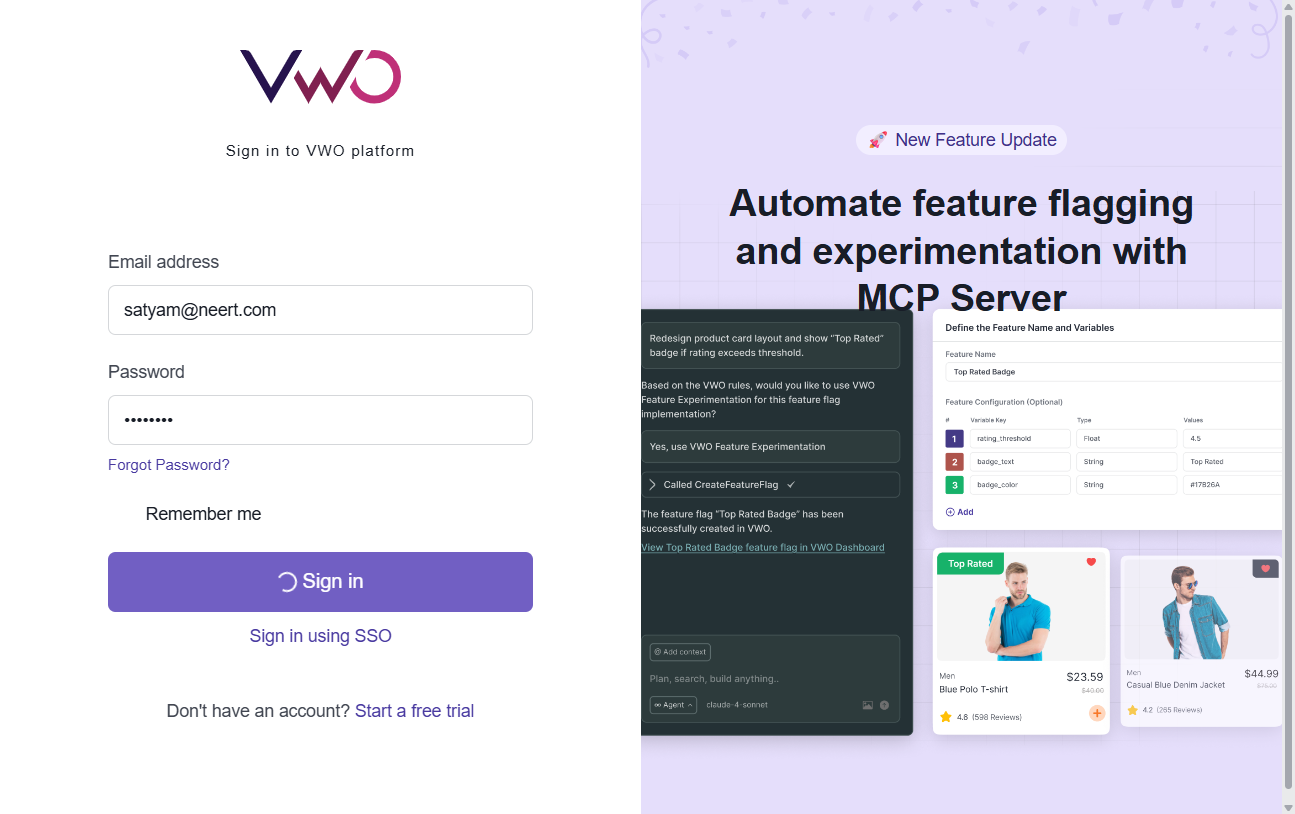 VWO
Sign in to VWO platform
Email address
satyam@neert.com
Password
••••••••
Forgot Password?
Remember me
Sign in
Sign in using SSO
Don't have an account? Start a free trial
🚀 New Feature Update
Automate feature flagging
and experimentation with
MCP Server
Redesign product card layout and show “Top Rated”
badge if rating exceeds threshold.
Based on the VWO rules, would you like to use VWO
Feature Experimentation for this feature flag
implementation?
Yes, use VWO Feature Experimentation
Called CreateFeatureFlag ✓
The feature flag “Top Rated Badge” has been
successfully created in VWO.
View Top Rated Badge feature flag in VWO Dashboard
@ Add context
Plan, search, build anything..
∞ Agent claude-4-sonnet
Define the Feature Name and Variables
Feature Name
Top Rated Badge
Feature Configuration (Optional)
# Variable Key Type Values
1 rating_threshold Float 4.5
2 badge_text String Top Rated
3 badge_color String #17B26A
Add
Top Rated
Men
$23.59
Blue Polo T-shirt
$40.00
4.8 (598 Reviews)
Men
$44.99
Casual Blue Denim Jacket
4.2 (265 Reviews)